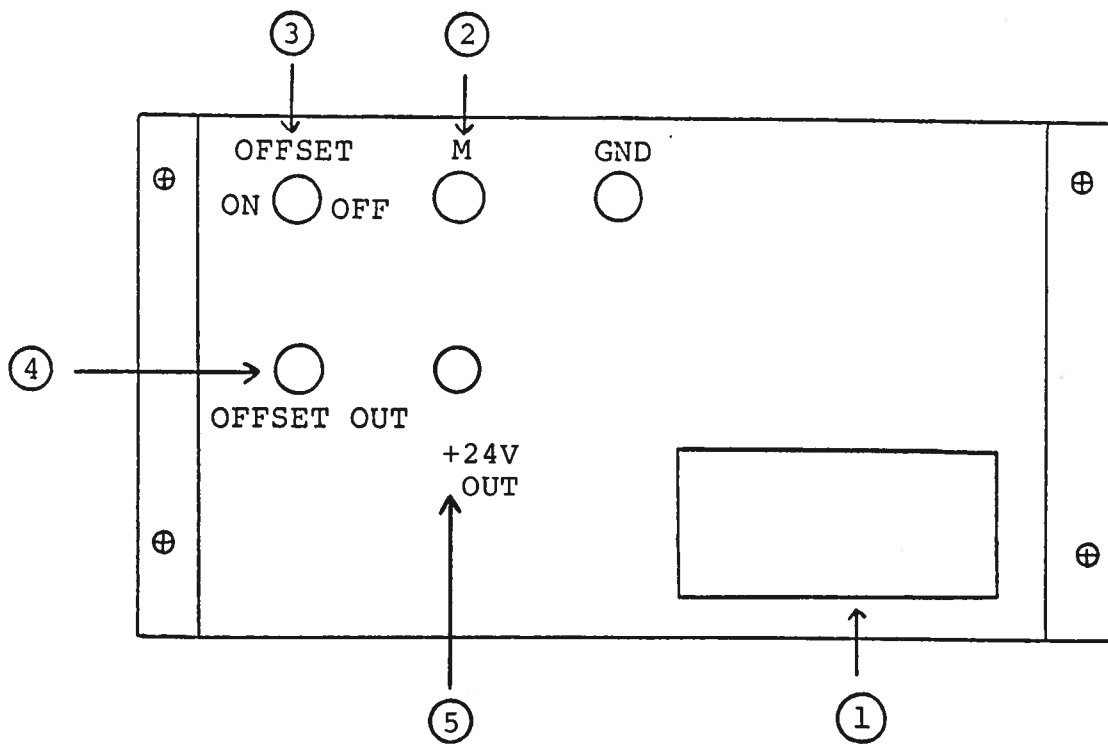 3 2
OFFSET M GND
ON OFF
4
OFFSET OUT
+24V
OUT
5 1